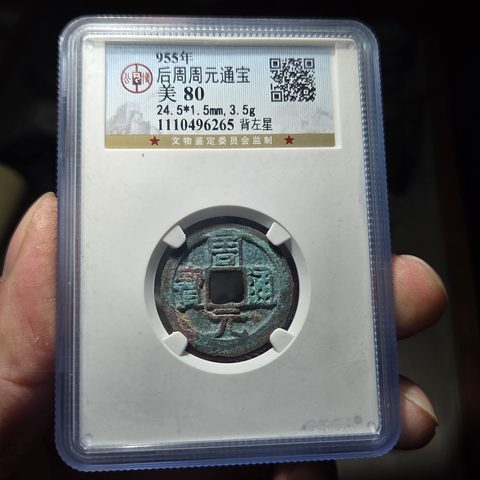 955年
后周周元通宝
美 80
24.5*1.5mm, 3.5g
1110496265 背左星
★ 文物鉴定委员会监制 ★
周
寶 通
元